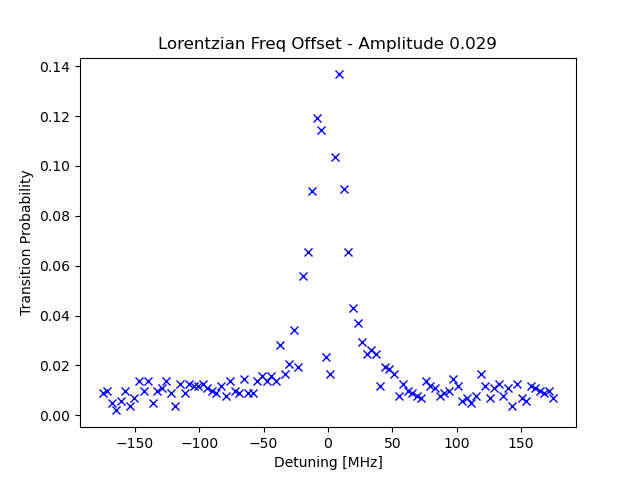 Lorentzian Freq Offset - Amplitude 0.029
Transition Probability
0.14
0.12
0.10
0.08
0.06
0.04
0.02
0.00
−150 −100 −50 0 50 100 150
Detuning [MHz]